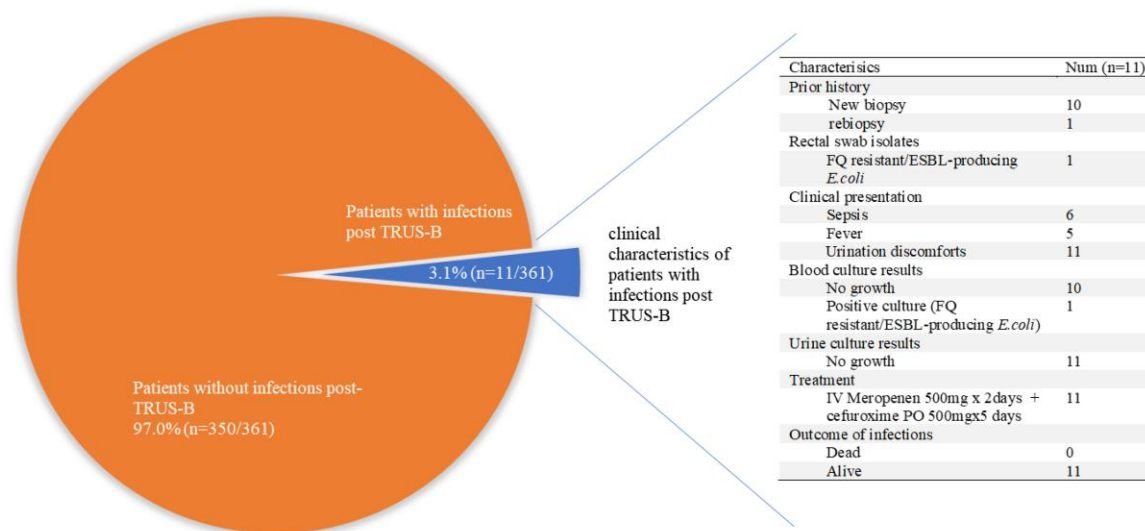 Patients with infections
post TRUS-B
3.1% (n=11/361)
Patients without infections post-
TRUS-B
97.0% (n=350/361)
clinical
characteristics of
patients with
infections post
TRUS-B
Characterisics Num (n=11)
Prior history
New biopsy 10
rebiopsy 1
Rectal swab isolates
FQ resistant/ESBL-producing 1
E.coli
Clinical presentation
Sepsis 6
Fever 5
Urination discomforts 11
Blood culture results
No growth 10
Positive culture (FQ 1
resistant/ESBL-producing E.coli)
Urine culture results
No growth 11
Treatment
IV Meropenen 500mg x 2days + 11
cefuroxime PO 500mgx5 days
Outcome of infections
Dead 0
Alive 11